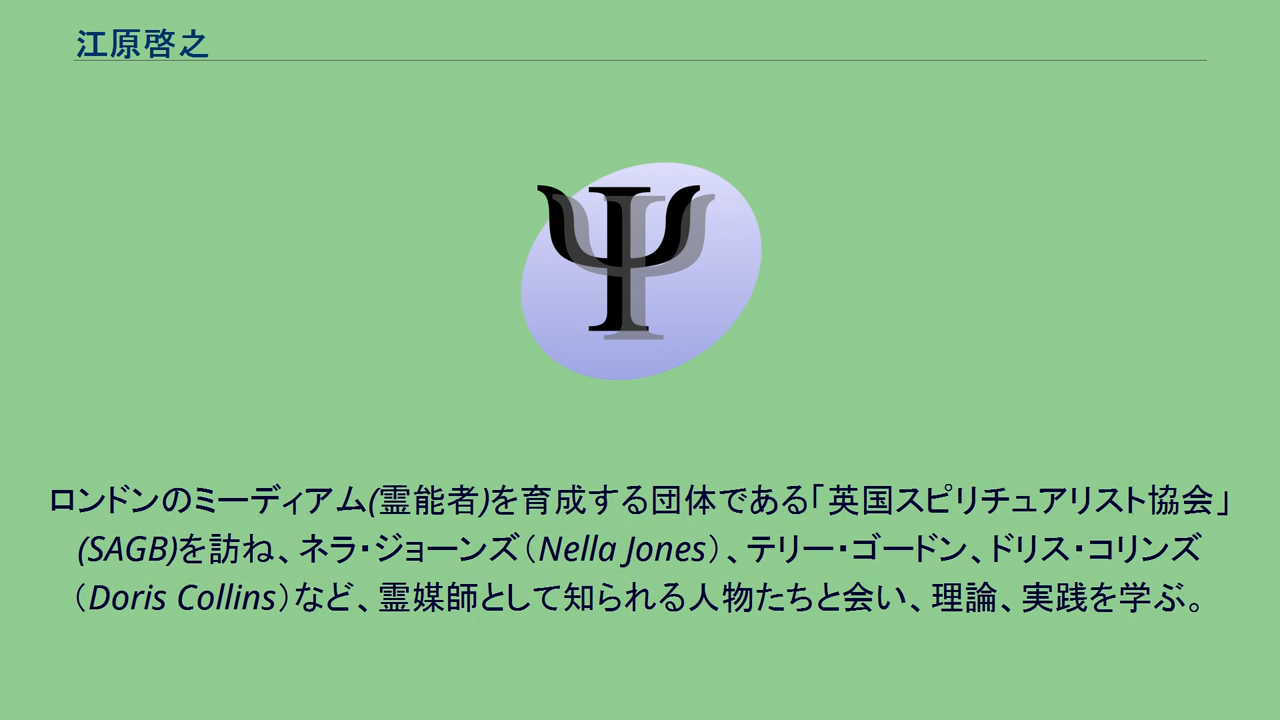 江原啓之
Ψ
ロンドンのミーディアム(霊能者)を育成する団体である「英国スピリチュアリスト協会」
(SAGB)を訪ね、ネラ・ジョーンズ（Nella Jones）、テリー・ゴードン、ドリス・コリンズ
（Doris Collins）など、霊媒師として知られる人物たちと会い、理論、実践を学ぶ。